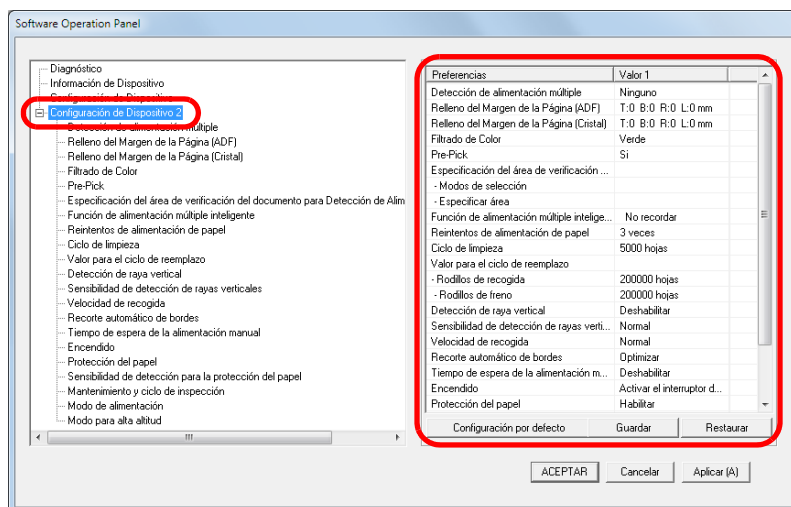 Software Operation Panel
Diagnóstico
Información de Dispositivo
Configuración de Dispositivo
Configuración de Dispositivo 2
Detección de alimentación múltiple
Relleno del Margen de la Página (ADF)
Relleno del Margen de la Página (Cristal)
Filtrado de Color
Pre-Pick
Especificación del área de verificación del documento para Detección de Alim
Función de alimentación múltiple inteligente
Reintentos de alimentación de papel
Ciclo de limpieza
Valor para el ciclo de reemplazo
Detección de raya vertical
Sensibilidad de detección de rayas verticales
Velocidad de recogida
Recorte automático de bordes
Tiempo de espera de la alimentación manual
Encendido
Protección del papel
Sensibilidad de detección para la protección del papel
Mantenimiento y ciclo de inspección
Modo de alimentación
Modo para alta altitud
Preferencias Valor 1
Detección de alimentación múltiple Ninguno
Relleno del Margen de la Página (ADF) T:0 B:0 R:0 L:0 mm
Relleno del Margen de la Página (Cristal) T:0 B:0 R:0 L:0 mm
Filtrado de Color Verde
Pre-Pick Si
Especificación del área de verificación ...
- Modos de selección
- Especificar área
Función de alimentación múltiple intelige... No recordar
Reintentos de alimentación de papel 3 veces
Ciclo de limpieza 5000 hojas
Valor para el ciclo de reemplazo
- Rodillos de recogida 200000 hojas
- Rodillos de freno 200000 hojas
Detección de raya vertical Deshabilitar
Sensibilidad de detección de rayas verti... Normal
Velocidad de recogida Normal
Recorte automático de bordes Optimizar
Tiempo de espera de la alimentación m... Deshabilitar
Encendido Activar el interruptor d...
Protección del papel Habilitar
Configuración por defecto Guardar Restaurar
ACEPTAR Cancelar Aplicar (A)